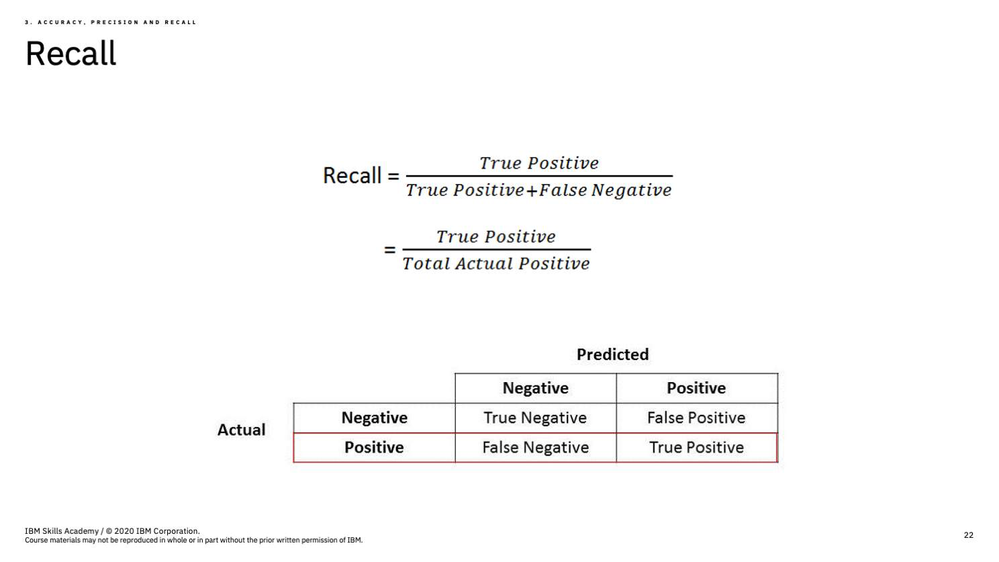 3. ACCURACY, PRECISION AND RECALL
Recall
Recall = True Positive
True Positive+False Negative
= True Positive
Total Actual Positive
Predicted
Negative Positive
Actual
Negative True Negative False Positive
Positive False Negative True Positive
IBM Skills Academy / © 2020 IBM Corporation.
Course materials may not be reproduced in whole or in part without the prior written permission of IBM.
22